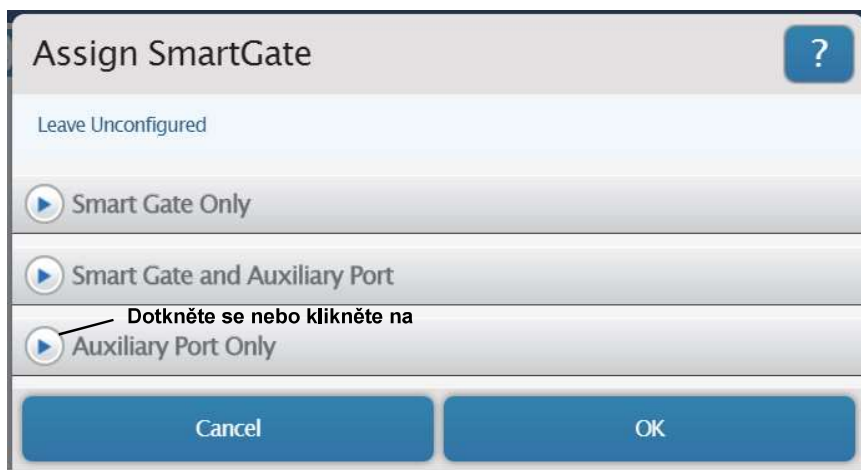 Assign SmartGate
?
Leave Unconfigured
Smart Gate Only
Smart Gate and Auxiliary Port
Dotkněte se nebo klikněte na
Auxiliary Port Only
Cancel
OK